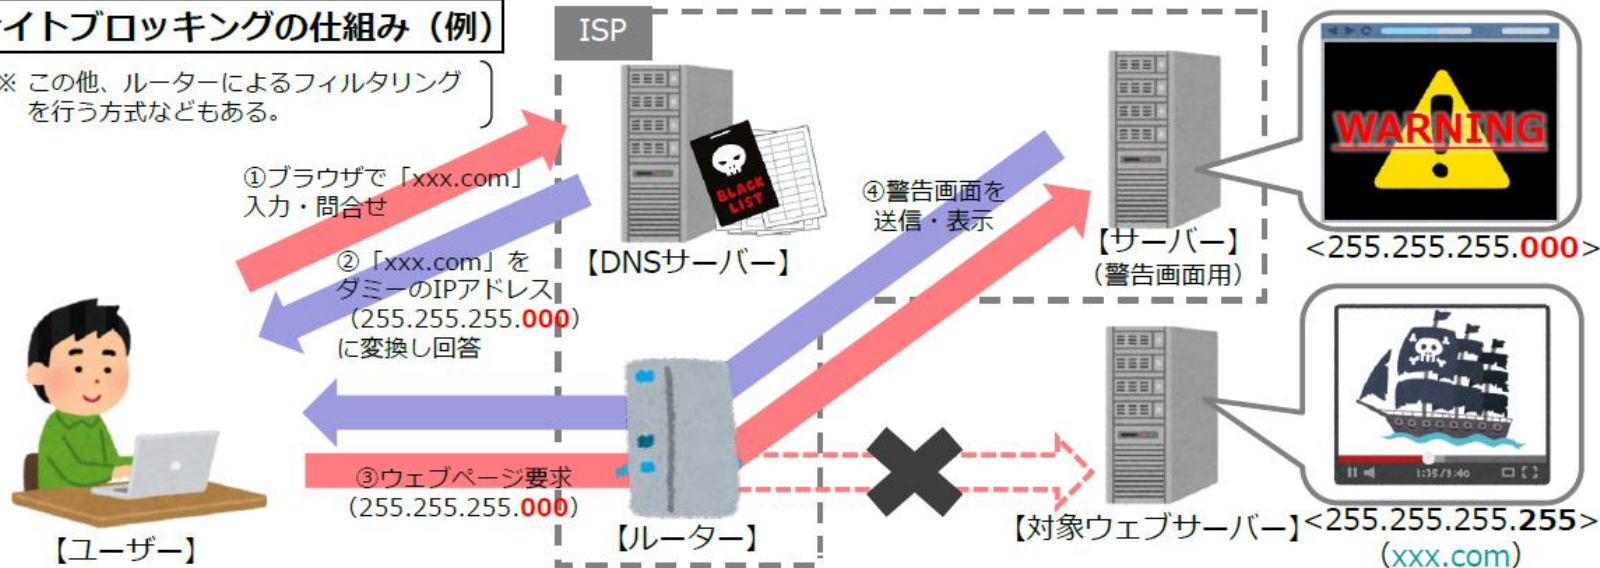 イトブロッキングの仕組み（例）
※ この他、ルーターによるフィルタリング
を行う方式などもある。
ISP
①ブラウザで「xxx.com」
入力・問合せ
②「xxx.com」を
ダミーのIPアドレス
（255.255.255.000）
に変換し回答
BLACK
LIST
【DNSサーバー】
④警告画面を
送信・表示
【サーバー】
（警告画面用）
WARNING
<255.255.255.000>
③ウェブページ要求
（255.255.255.000）
【ユーザー】
【ルーター】
【対象ウェブサーバー】
1:35/3:40
<255.255.255.255>
（xxx.com）